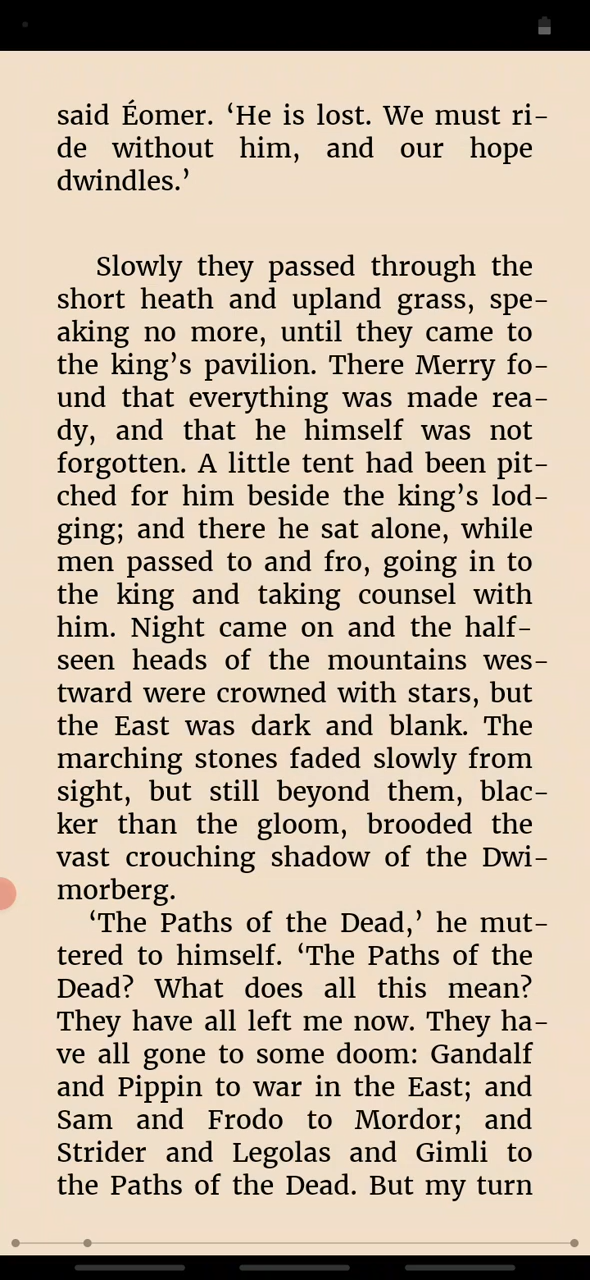 said Éomer. ‘He is lost. We must ri-
de without him, and our hope
dwindles.’
Slowly they passed through the
short heath and upland grass, spe-
aking no more, until they came to
the king’s pavilion. There Merry fo-
und that everything was made rea-
dy, and that he himself was not
forgotten. A little tent had been pit-
ched for him beside the king’s lod-
ging; and there he sat alone, while
men passed to and fro, going in to
the king and taking counsel with
him. Night came on and the half-
seen heads of the mountains wes-
tward were crowned with stars, but
the East was dark and blank. The
marching stones faded slowly from
sight, but still beyond them, blac-
ker than the gloom, brooded the
vast crouching shadow of the Dwi-
morberg.
‘The Paths of the Dead,’ he mut-
tered to himself. ‘The Paths of the
Dead? What does all this mean?
They have all left me now. They ha-
ve all gone to some doom: Gandalf
and Pippin to war in the East; and
Sam and Frodo to Mordor; and
Strider and Legolas and Gimli to
the Paths of the Dead. But my turn